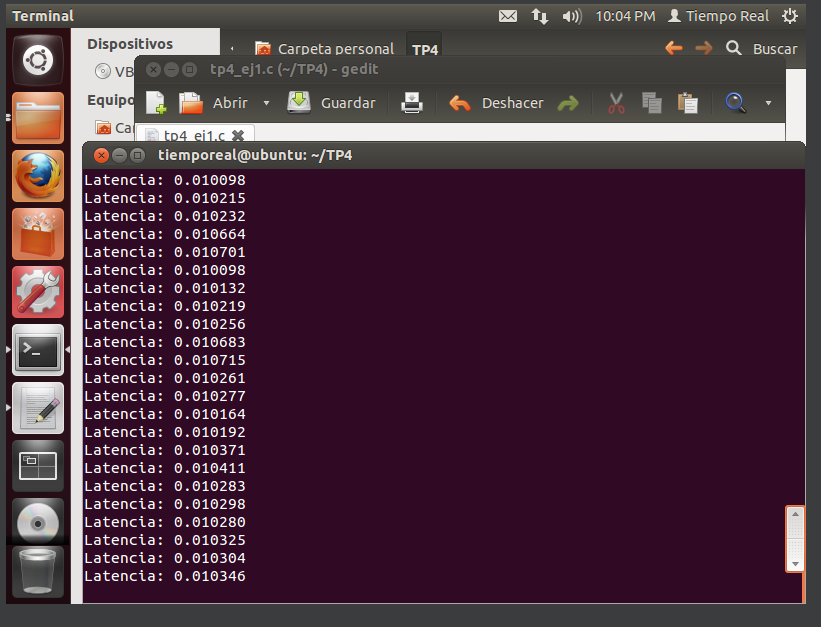 Terminal
10:04 PM Tiempo Real
Dispositivos
Carpeta personal TP4 Buscar
VB
tp4_ej1.c (~/TP4) - gedit
Equipo
Abrir Guardar Deshacer
tp4_ej1.c
tiemporeal@ubuntu: ~/TP4
Latencia: 0.010098
Latencia: 0.010215
Latencia: 0.010232
Latencia: 0.010664
Latencia: 0.010701
Latencia: 0.010098
Latencia: 0.010132
Latencia: 0.010219
Latencia: 0.010256
Latencia: 0.010683
Latencia: 0.010715
Latencia: 0.010261
Latencia: 0.010277
Latencia: 0.010164
Latencia: 0.010192
Latencia: 0.010371
Latencia: 0.010411
Latencia: 0.010283
Latencia: 0.010298
Latencia: 0.010280
Latencia: 0.010325
Latencia: 0.010304
Latencia: 0.010346